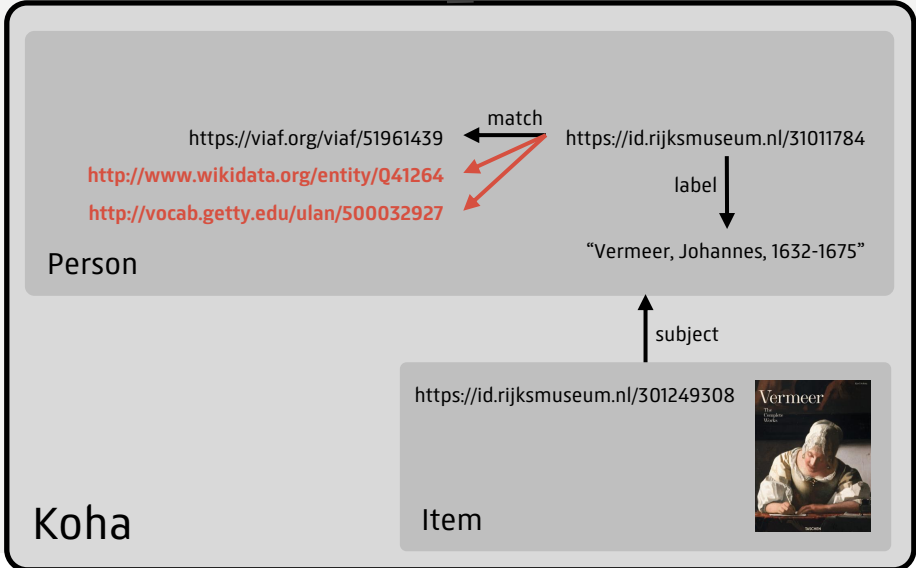 match
https://viaf.org/viaf/51961439
https://id.rijksmuseum.nl/31011784
http://www.wikidata.org/entity/Q41264
label
http://vocab.getty.edu/ulan/500032927
“Vermeer, Johannes, 1632-1675”
Person
subject
https://id.rijksmuseum.nl/301249308
Vermeer
The
Complete
Works
TASCHEN
Item
Koha